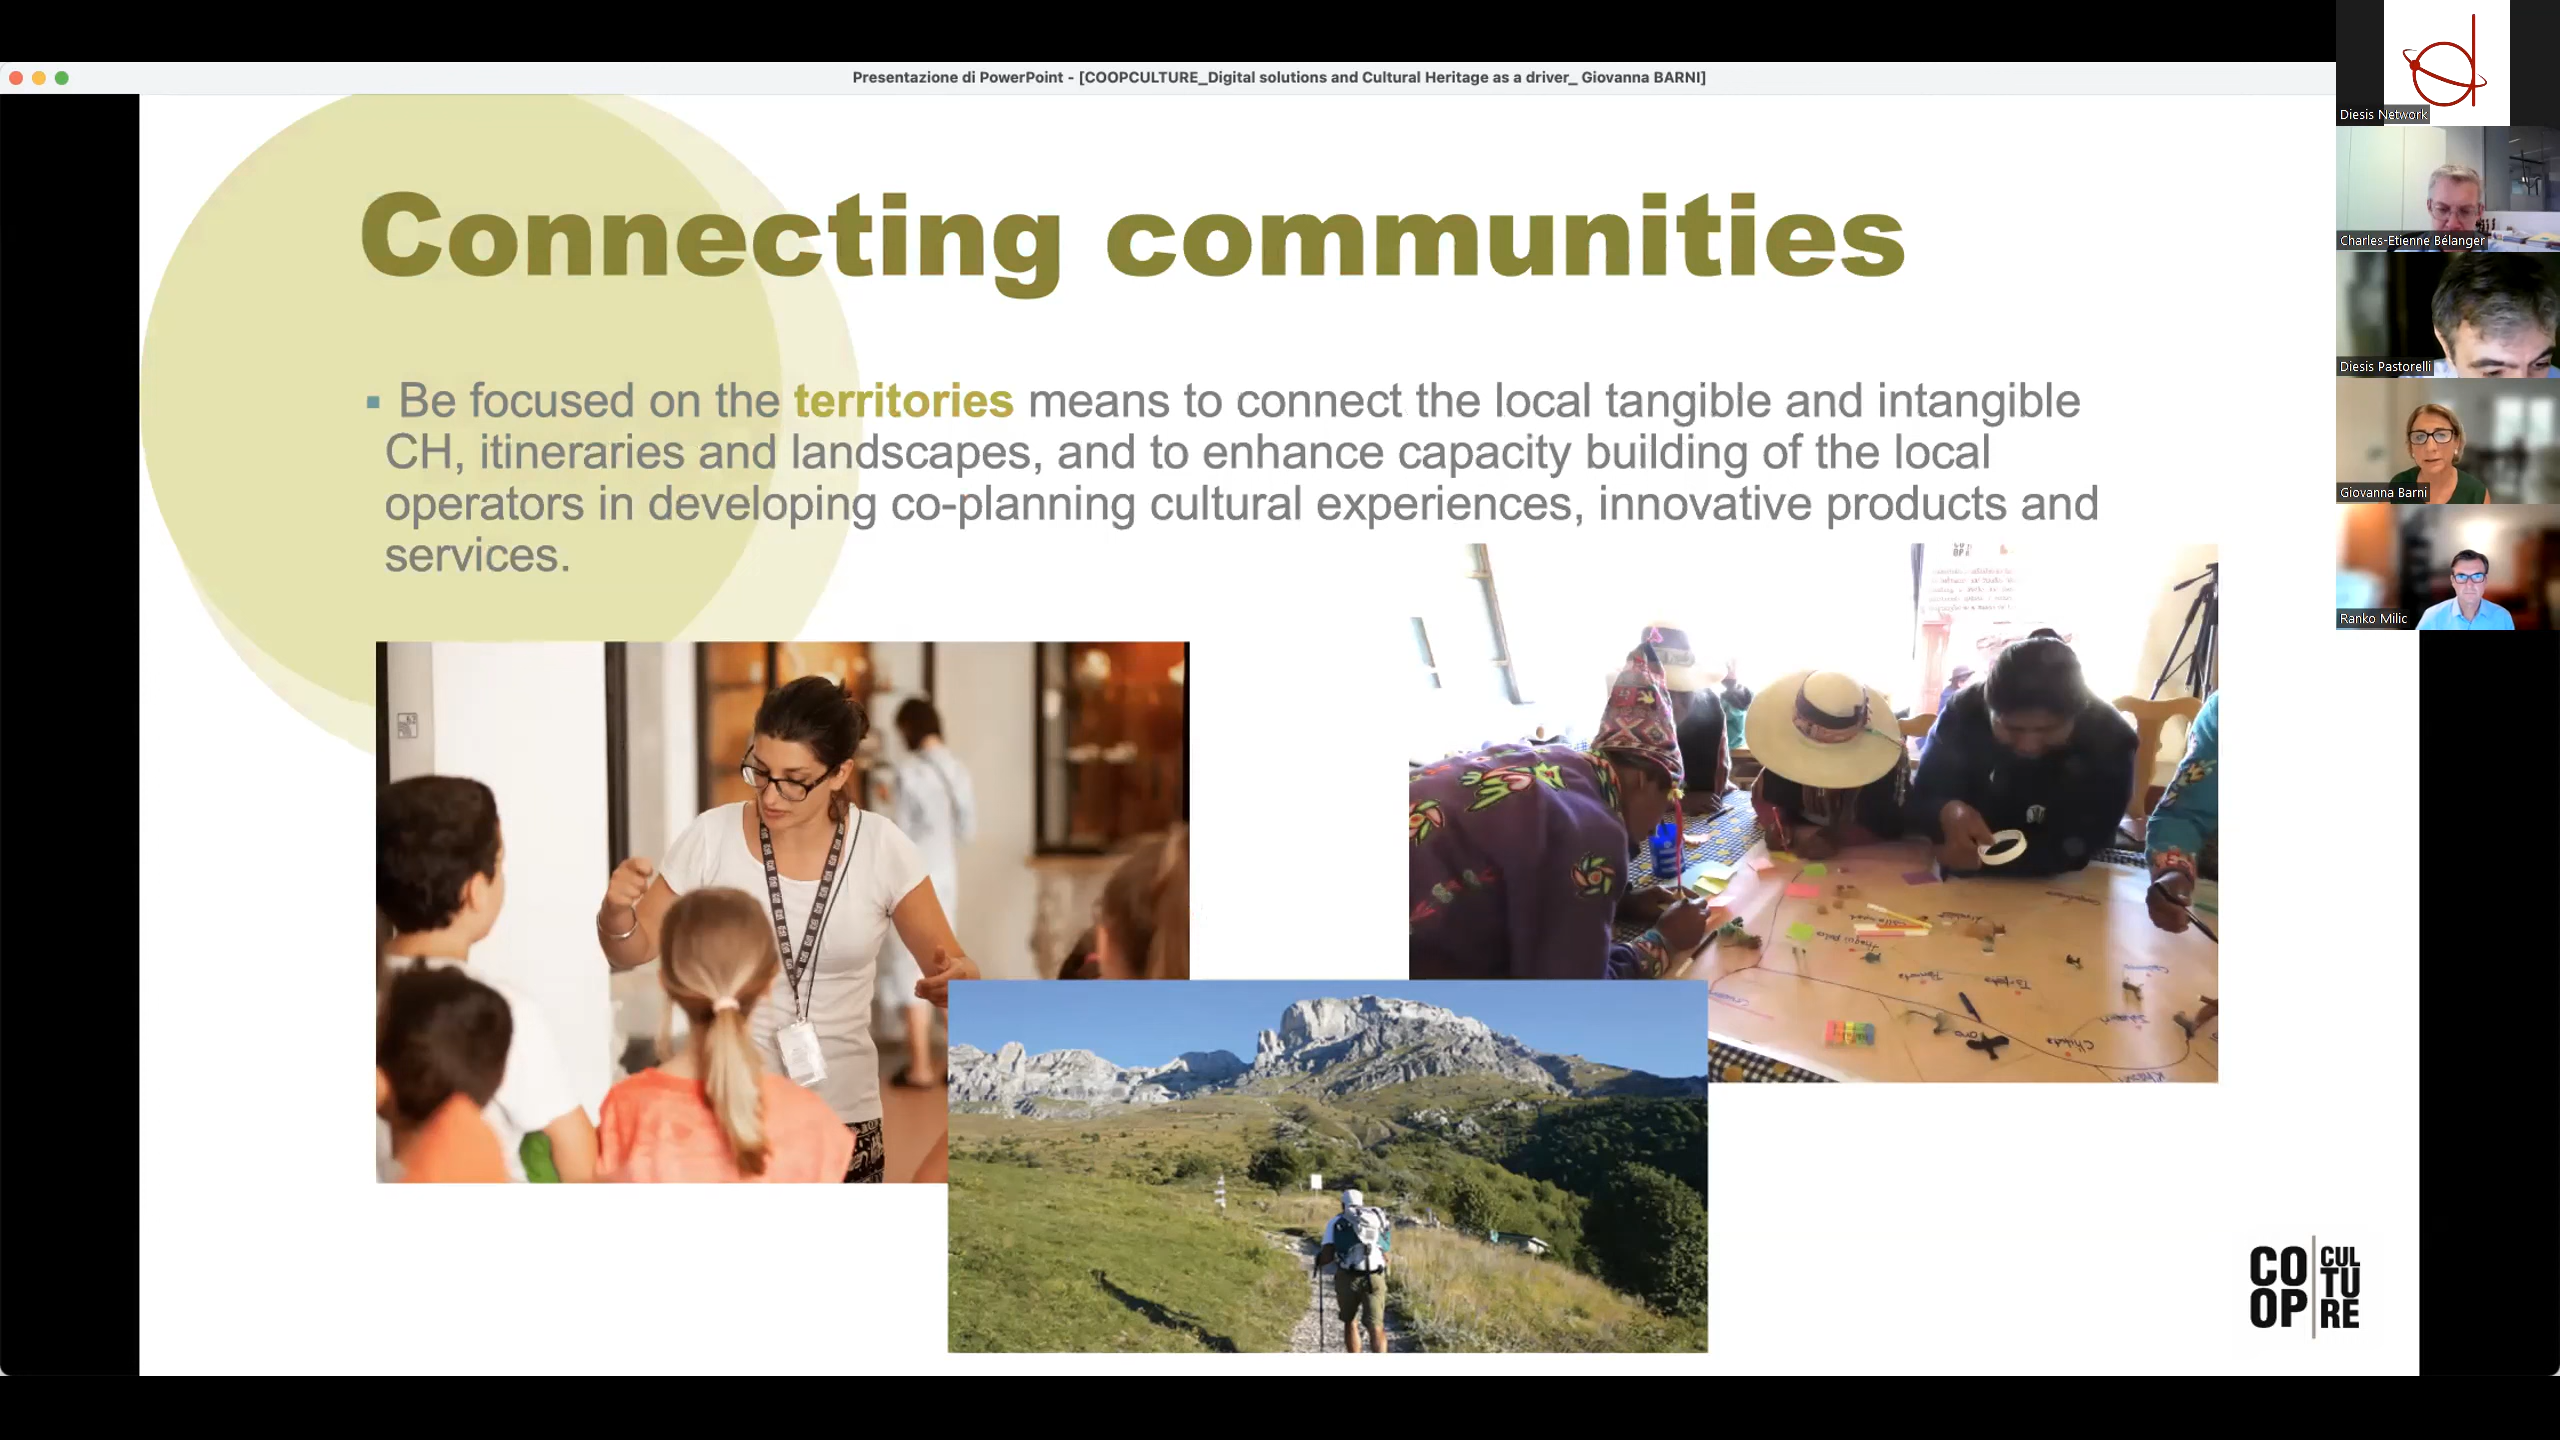 Presentazione di PowerPoint - [COOPCULTURE_Digital solutions and Cultural Heritage as a driver_ Giovanna BARNI]
Connecting communities
▪ Be focused on the territories means to connect the local tangible and intangible
CH, itineraries and landscapes, and to enhance capacity building of the local
operators in developing co-planning cultural experiences, innovative products and
services.
CO
OP
CUL
TU
RE
Diesis Network
Charles-Etienne Bélanger
Diesis Pastorelli
Giovanna Barni
Ranko Milic